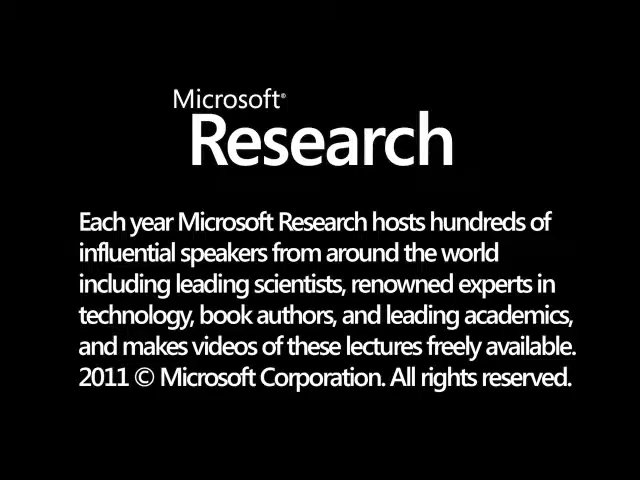 Microsoft®
Research
Each year Microsoft Research hosts hundreds of
influential speakers from around the world
including leading scientists, renowned experts in
technology, book authors, and leading academics,
and makes videos of these lectures freely available.
2011 © Microsoft Corporation. All rights reserved.